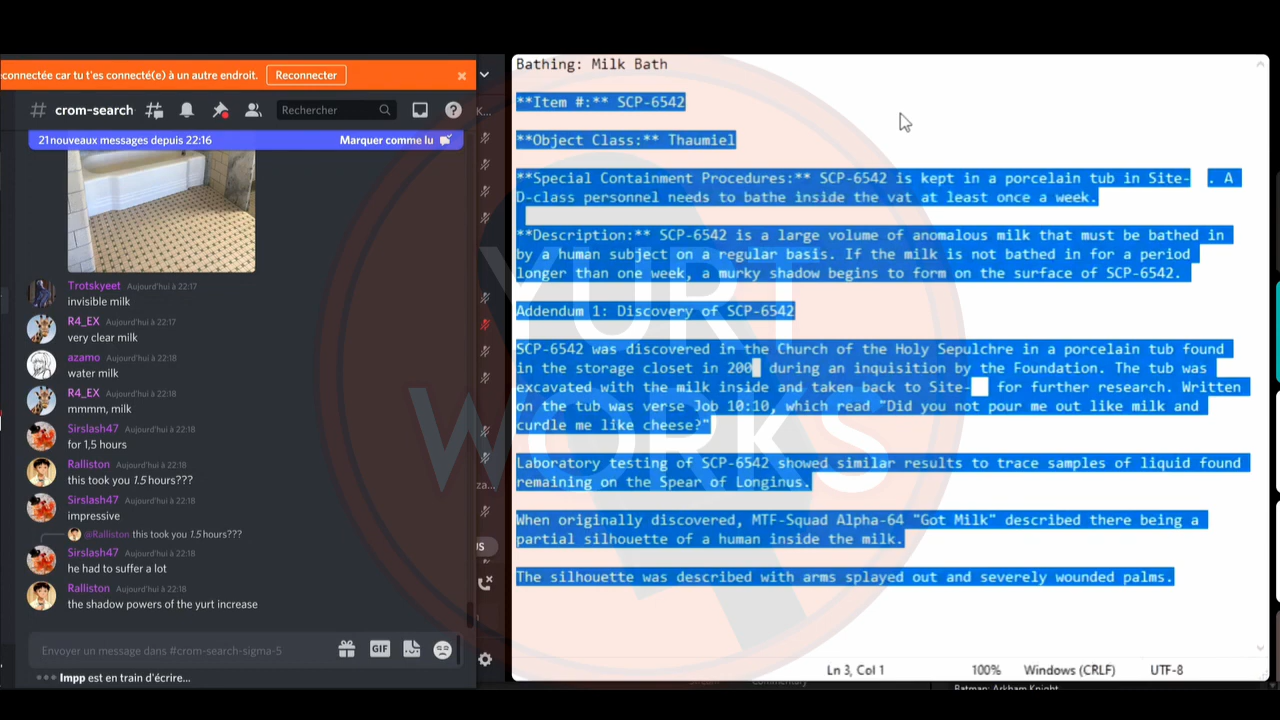 connectée car tu t'es connecté(e) à un autre endroit. Reconnecter
# crom-search
Rechercher
21 nouveaux messages depuis 22:16 Marquer comme lu
Trotskyeet Aujourd'hui à 22:17
invisible milk
R4_EX Aujourd'hui à 22:17
very clear milk
azamo Aujourd'hui à 22:18
water milk
R4_EX Aujourd'hui à 22:18
mmmm, milk
Sirslash47 Aujourd'hui à 22:18
for 1,5 hours
Ralliston Aujourd'hui à 22:18
this took you 1.5 hours???
Sirslash47 Aujourd'hui à 22:18
impressive
@Ralliston this took you 1.5 hours???
Sirslash47 Aujourd'hui à 22:18
he had to suffer a lot
Ralliston Aujourd'hui à 22:18
the shadow powers of the yurt increase
Envoyer un message dans #crom-search-sigma-5
GIF
Impp est en train d'écrire...
K...
za...
US
Bathing: Milk Bath
**Item #:** SCP-6542
**Object Class:** Thaumiel
**Special Containment Procedures:** SCP-6542 is kept in a porcelain tub in Site- . A
D-class personnel needs to bathe inside the vat at least once a week.
**Description:** SCP-6542 is a large volume of anomalous milk that must be bathed in
by a human subject on a regular basis. If the milk is not bathed in for a period
longer than one week, a murky shadow begins to form on the surface of SCP-6542.
Addendum 1: Discovery of SCP-6542
SCP-6542 was discovered in the Church of the Holy Sepulchre in a porcelain tub found
in the storage closet in 200█ during an inquisition by the Foundation. The tub was
excavated with the milk inside and taken back to Site-██ for further research. Written
on the tub was verse Job 10:10, which read "Did you not pour me out like milk and
curdle me like cheese?"
Laboratory testing of SCP-6542 showed similar results to trace samples of liquid found
remaining on the Spear of Longinus.
When originally discovered, MTF-Squad Alpha-64 "Got Milk" described there being a
partial silhouette of a human inside the milk.
The silhouette was described with arms splayed out and severely wounded palms.
Ln 3, Col 1 100% Windows (CRLF) UTF-8
Batman: Arkham Knight
YURT
WORKS